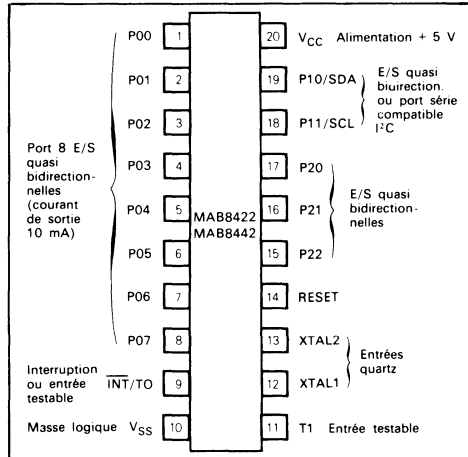 P00 1 20 VCC Alimentation + 5 V
P01 2 19 P10/SDA
E/S quasi
bidirection.
ou port série
compatible
I²C
P02 3 18 P11/SCL
Port 8 E/S
quasi
bidirection-
nelles
(courant
de sortie
10 mA)
P03 4 17 P20
P04 5 16 P21
E/S quasi
bidirection-
nelles
MAB8422
MAB8442
P05 6 15 P22
P06 7 14 RESET
P07 8 13 XTAL2
Entrées
quartz
Interruption
ou entrée
testable
INT/TO 9 12 XTAL1
Masse logique VSS 10 11 T1 Entrée testable